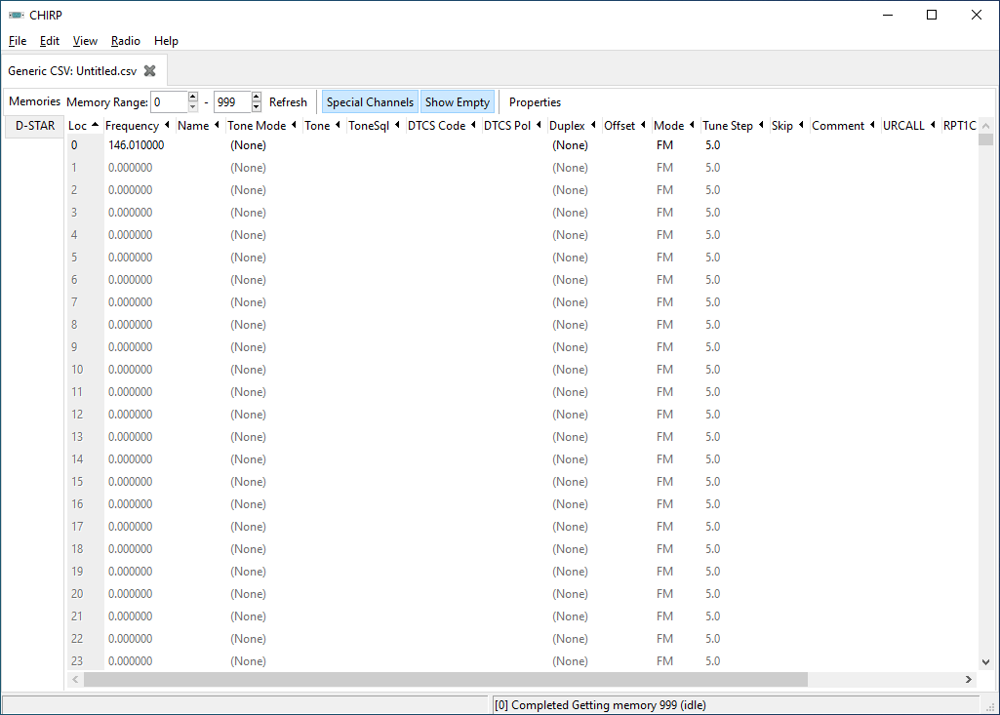 CHIRP
File Edit View Radio Help
Generic CSV: Untitled.csv
Memories Memory Range: 0 - 999 Refresh Special Channels Show Empty Properties
D-STAR Loc Frequency Name Tone Mode Tone ToneSql DTCS Code DTCS Pol Duplex Offset Mode Tune Step Skip Comment URCALL RPT1C
0 146.010000 (None) (None) FM 5.0
1 0.000000 (None) (None) FM 5.0
2 0.000000 (None) (None) FM 5.0
3 0.000000 (None) (None) FM 5.0
4 0.000000 (None) (None) FM 5.0
5 0.000000 (None) (None) FM 5.0
6 0.000000 (None) (None) FM 5.0
7 0.000000 (None) (None) FM 5.0
8 0.000000 (None) (None) FM 5.0
9 0.000000 (None) (None) FM 5.0
10 0.000000 (None) (None) FM 5.0
11 0.000000 (None) (None) FM 5.0
12 0.000000 (None) (None) FM 5.0
13 0.000000 (None) (None) FM 5.0
14 0.000000 (None) (None) FM 5.0
15 0.000000 (None) (None) FM 5.0
16 0.000000 (None) (None) FM 5.0
17 0.000000 (None) (None) FM 5.0
18 0.000000 (None) (None) FM 5.0
19 0.000000 (None) (None) FM 5.0
20 0.000000 (None) (None) FM 5.0
21 0.000000 (None) (None) FM 5.0
22 0.000000 (None) (None) FM 5.0
23 0.000000 (None) (None) FM 5.0
[0] Completed Getting memory 999 (idle)